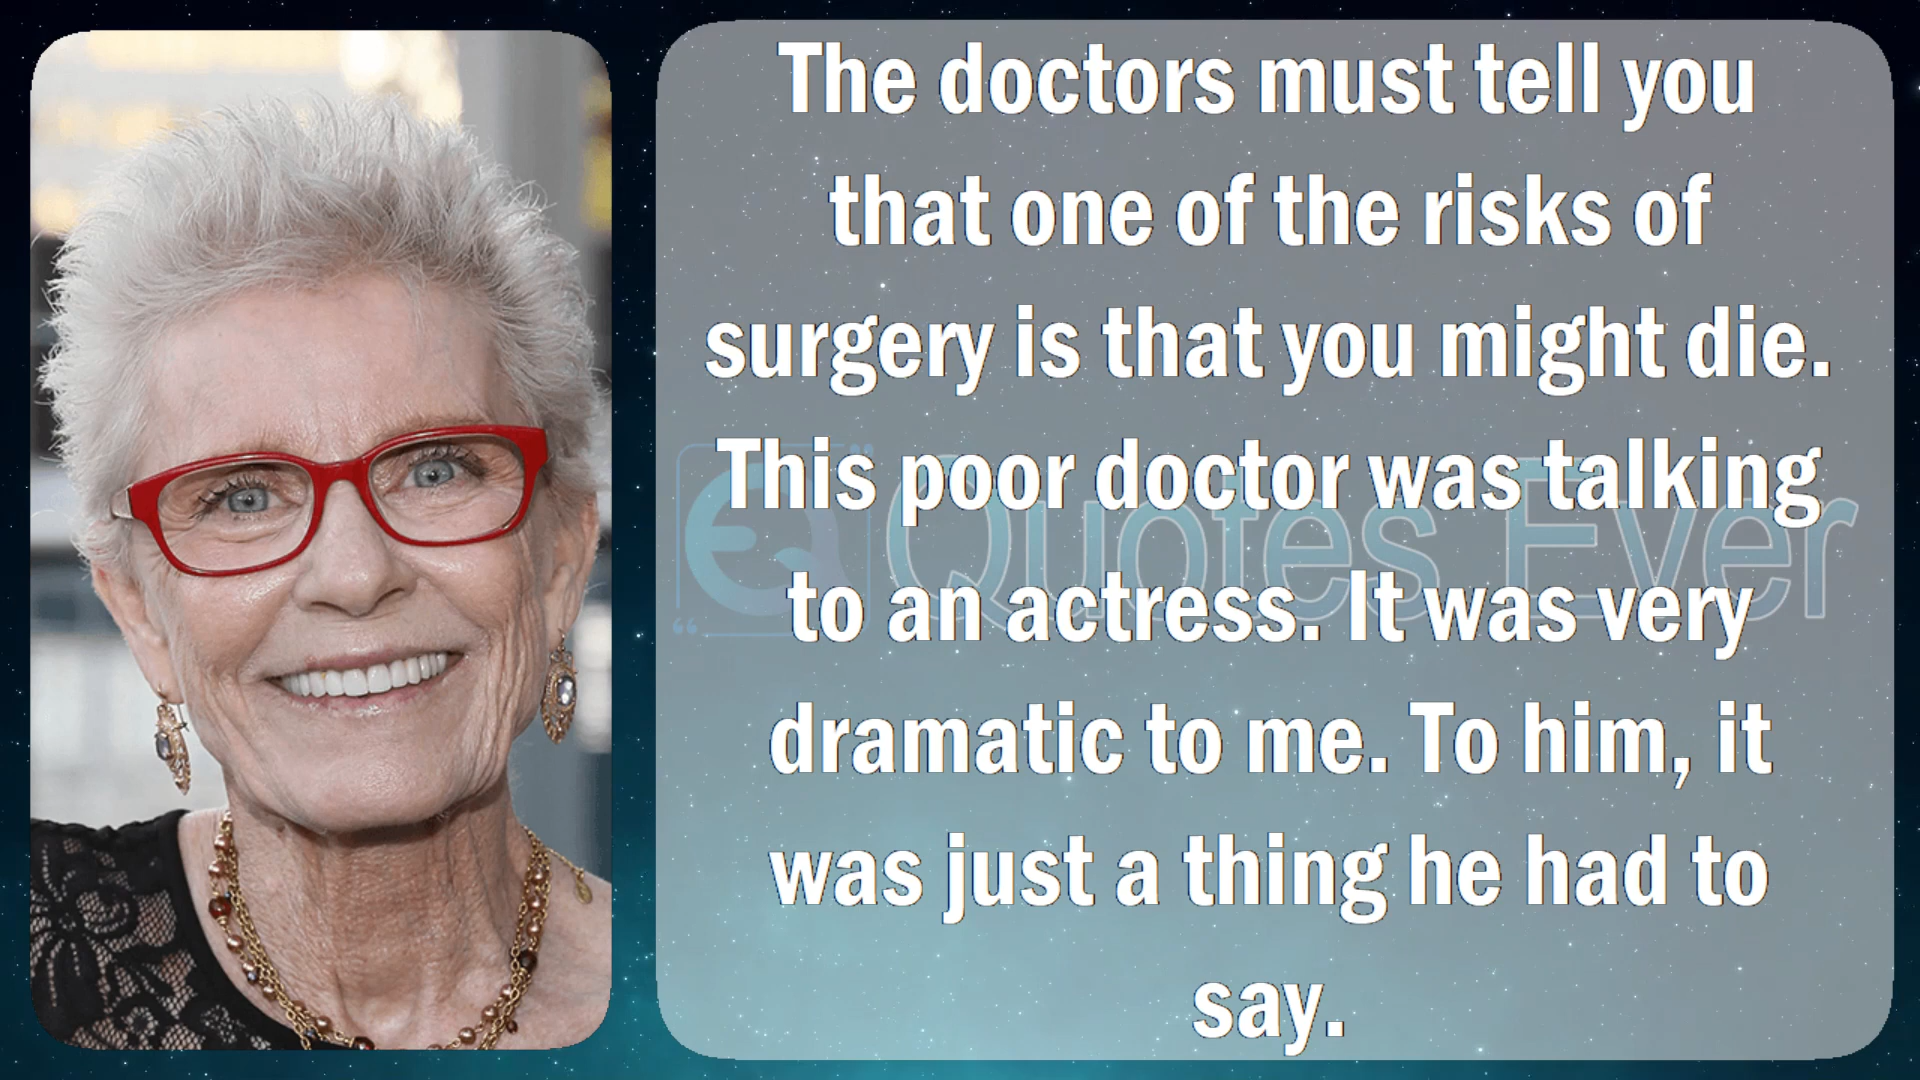 The doctors must tell you
that one of the risks of
surgery is that you might die.
This poor doctor was talking
Quotes Ever
to an actress. It was very
dramatic to me. To him, it
was just a thing he had to
say.